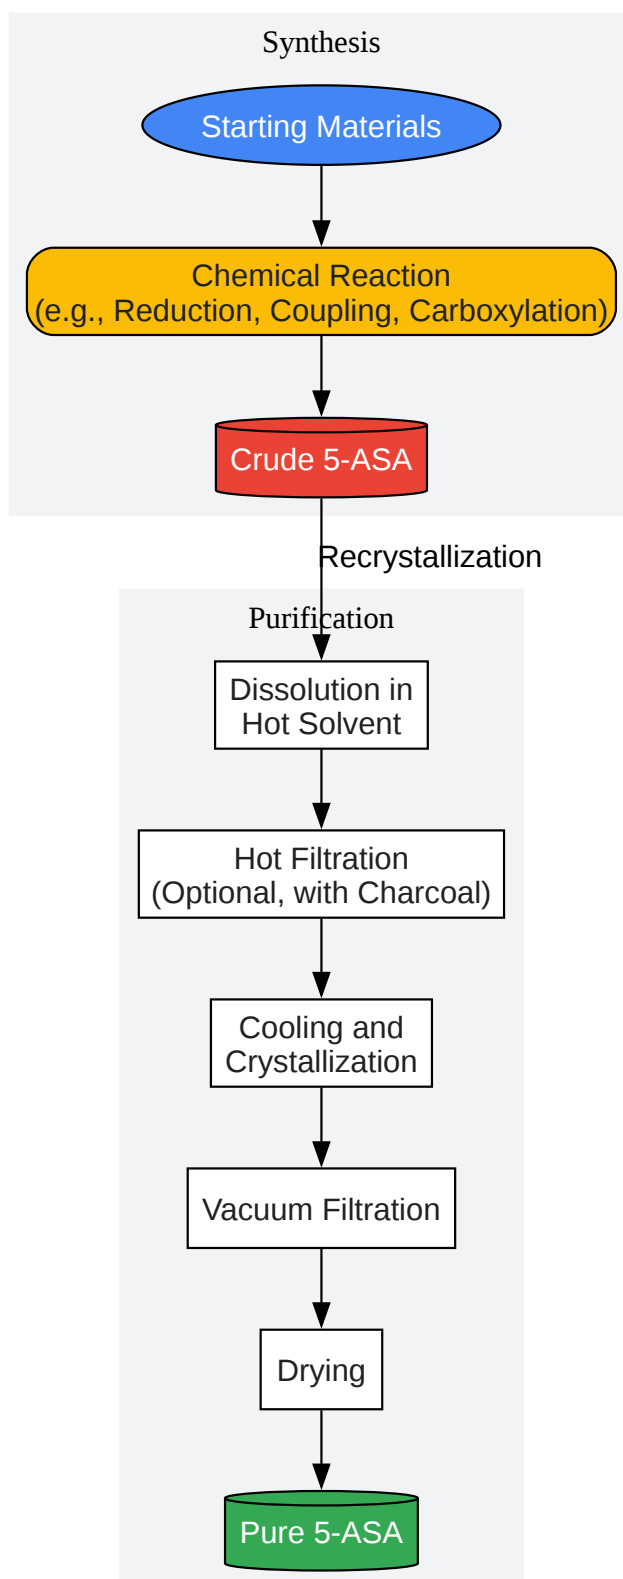 Synthesis
Starting Materials
Chemical Reaction
(e.g., Reduction, Coupling, Carboxylation)
Crude 5-ASA
Recrystallization
Purification
Dissolution in
Hot Solvent
Hot Filtration
(Optional, with Charcoal)
Cooling and
Crystallization
Vacuum Filtration
Drying
Pure 5-ASA